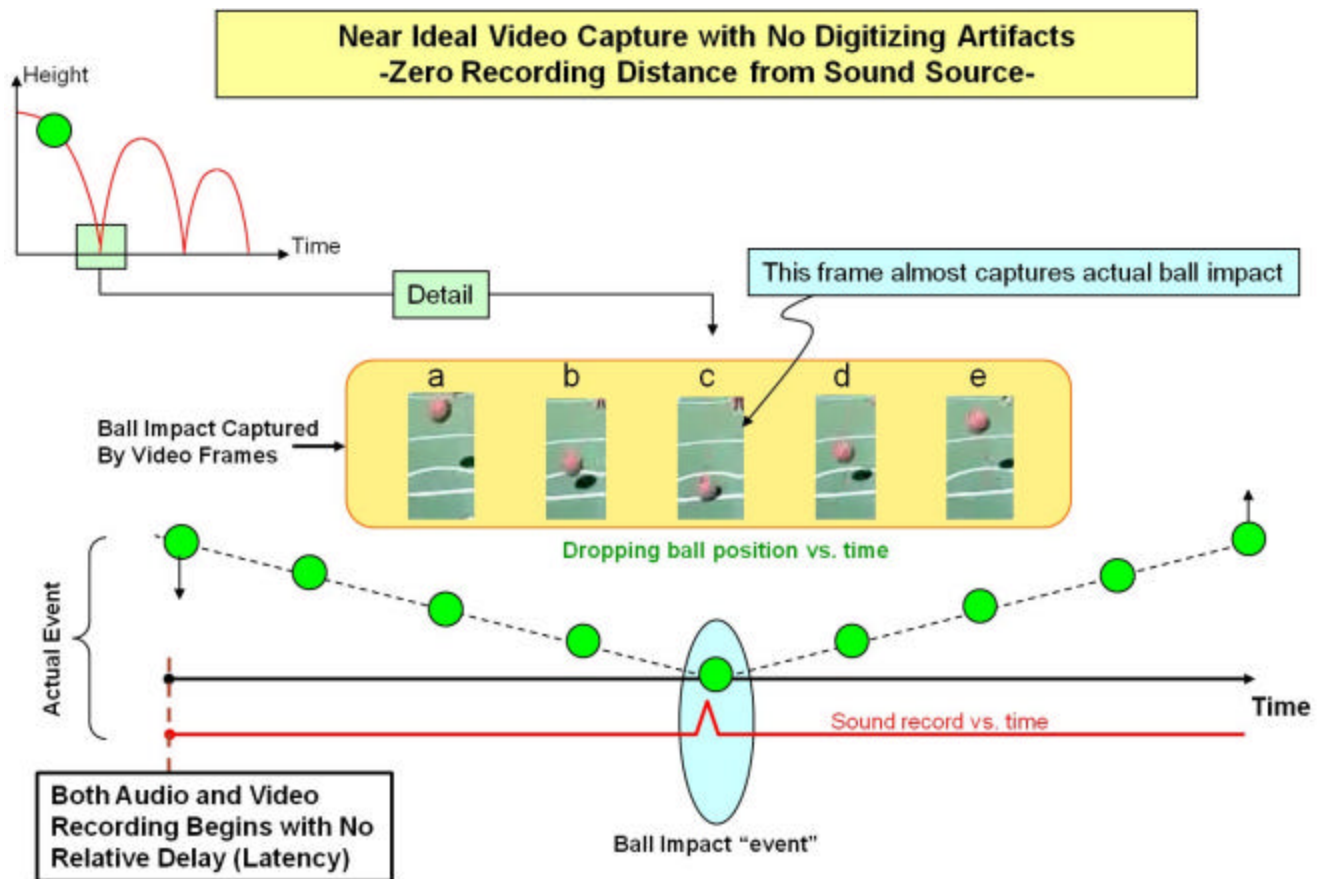 Near Ideal Video Capture with No Digitizing Artifacts
-Zero Recording Distance from Sound Source-
Height
Time
Detail
This frame almost captures actual ball impact
a b c d e
Ball Impact Captured
By Video Frames
Dropping ball position vs. time
Actual Event
Time
Sound record vs. time
Both Audio and Video
Recording Begins with No
Relative Delay (Latency)
Ball Impact “event”